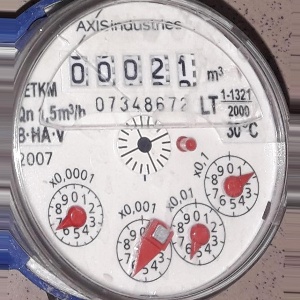 AXIS Industries
00021 m³
ETKM 07348672 LT 1-1321
Qn 1,5m³/h 2000
B-HA·V 30°C
2007
x0,1
x0,0001
x0,001
x0,01